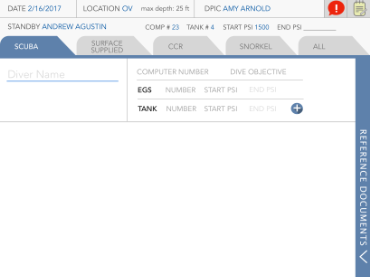 DATE 2/16/2017 LOCATION OV max depth: 25 ft DPIC AMY ARNOLD
STANDBY ANDREW AGUSTIN COMP # 23 TANK # 4 START PSI 1500 END PSI ________
SCUBA SURFACE SUPPLIED CCR SNORKEL ALL
Diver Name COMPUTER NUMBER DIVE OBJECTIVE
EGS NUMBER START PSI END PSI
TANK NUMBER START PSI END PSI
REFERENCE DOCUMENTS